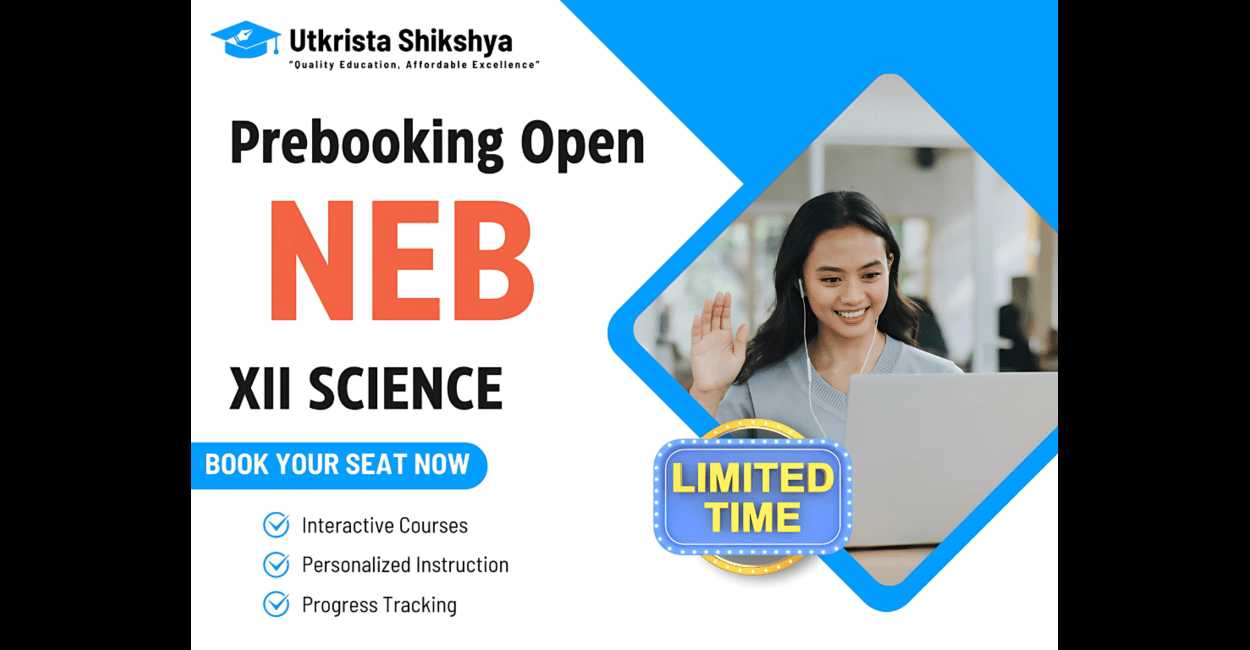 Utkrista Shikshya
"Quality Education, Affordable Excellence"
Prebooking Open
NEB
XII SCIENCE
BOOK YOUR SEAT NOW
Interactive Courses
Personalized Instruction
Progress Tracking
LIMITED
TIME